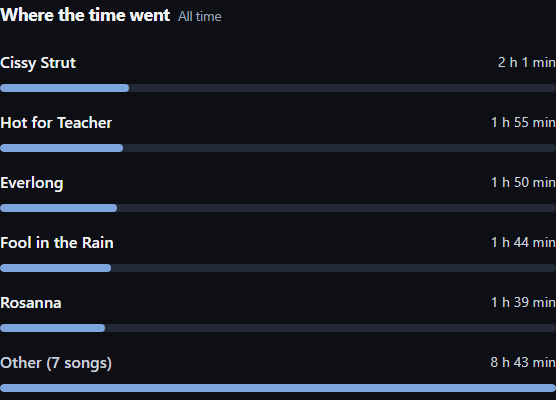 Where the time went All time
Cissy Strut 2 h 1 min
Hot for Teacher 1 h 55 min
Everlong 1 h 50 min
Fool in the Rain 1 h 44 min
Rosanna 1 h 39 min
Other (7 songs) 8 h 43 min